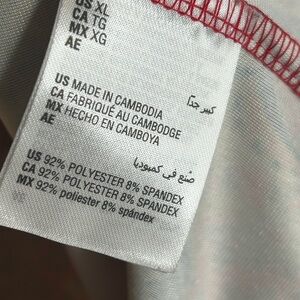 US XL
CA TG
MX XG
AE كبير جداً
US MADE IN CAMBODIA
CA FABRIQUÉ AU CAMBODGE
MX HECHO EN CAMBOYA
AE صُنع في كمبوديا
US 92% POLYESTER 8% SPANDEX
CA 92% POLYESTER 8% SPANDEX
MX 92% poliester 8% spándex